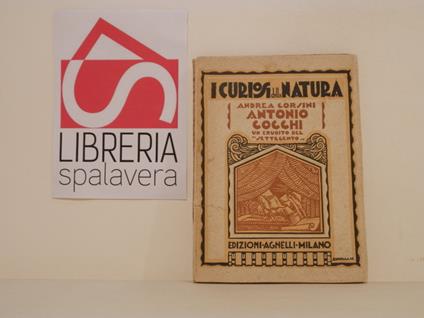 LIBRERIA
spalavera
I CURIOSI DELLA NATURA
ANDREA CORSINI
ANTONIO
COCCHI
UN ERUDITO DEL
"SETTECENTO"
EDIZIONI·AGNELLI·MILANO